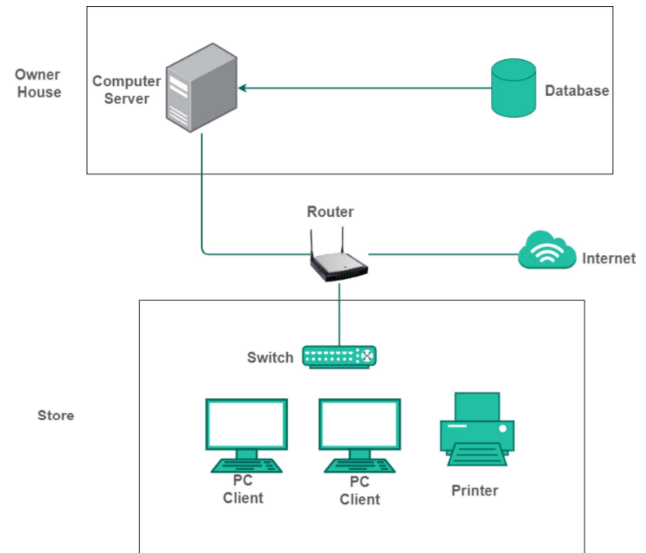 Owner
House
Computer
Server
Database
Router
Internet
Switch
Store
PC
Client
PC
Client
Printer